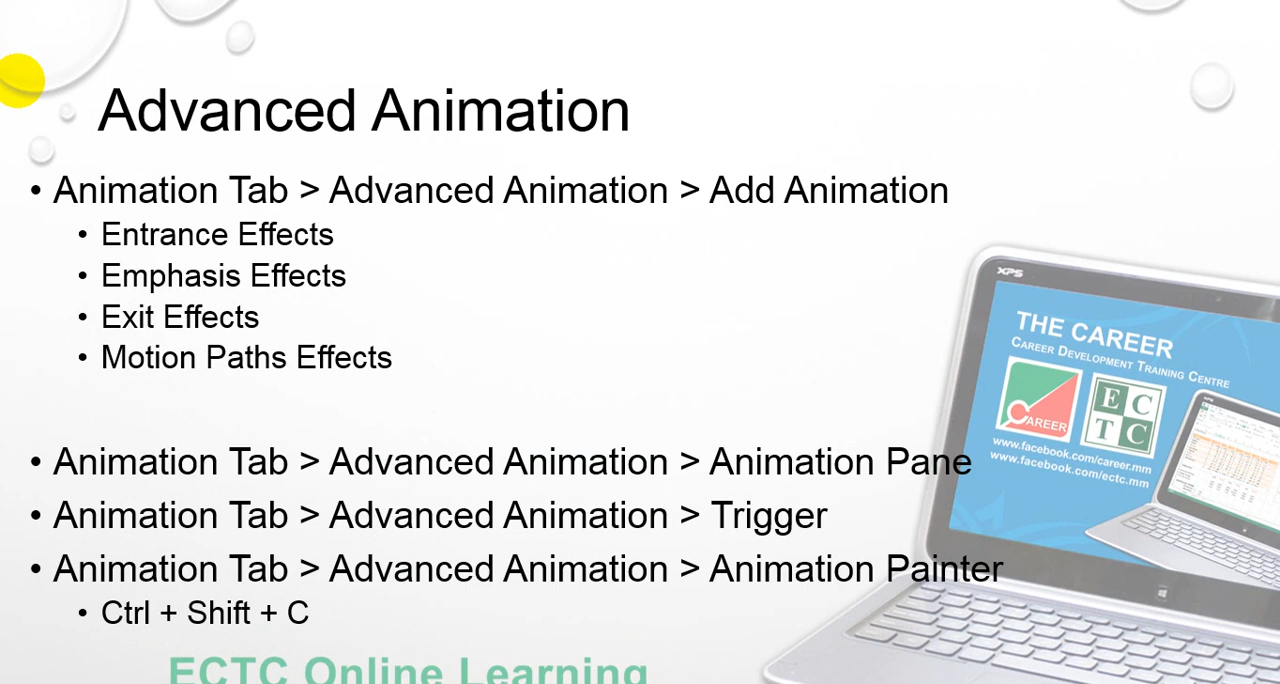 Advanced Animation
• Animation Tab > Advanced Animation > Add Animation
• Entrance Effects
• Emphasis Effects
• Exit Effects
• Motion Paths Effects
XPS
THE CAREER
CAREER DEVELOPMENT TRAINING CENTRE
CAREER
E C
T C
www.facebook.com/career.mm
www.facebook.com/ectc.mm
• Animation Tab > Advanced Animation > Animation Pane
• Animation Tab > Advanced Animation > Trigger
• Animation Tab > Advanced Animation > Animation Painter
• Ctrl + Shift + C
ECTC Online Learning